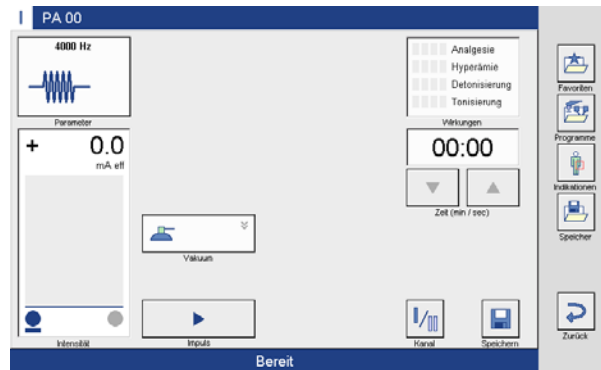 I PA 00
4000 Hz
Parameter
+ 0.0
mA eff
Intensität
Vakuum
Impuls
Analgesie
Hyperämie
Detonisierung
Tonisierung
Wirkungen
00:00
Zeit (min / sec)
I/II
Kanal
Speichern
Bereit
Favoriten
Programme
Indikationen
Speicher
Zurück